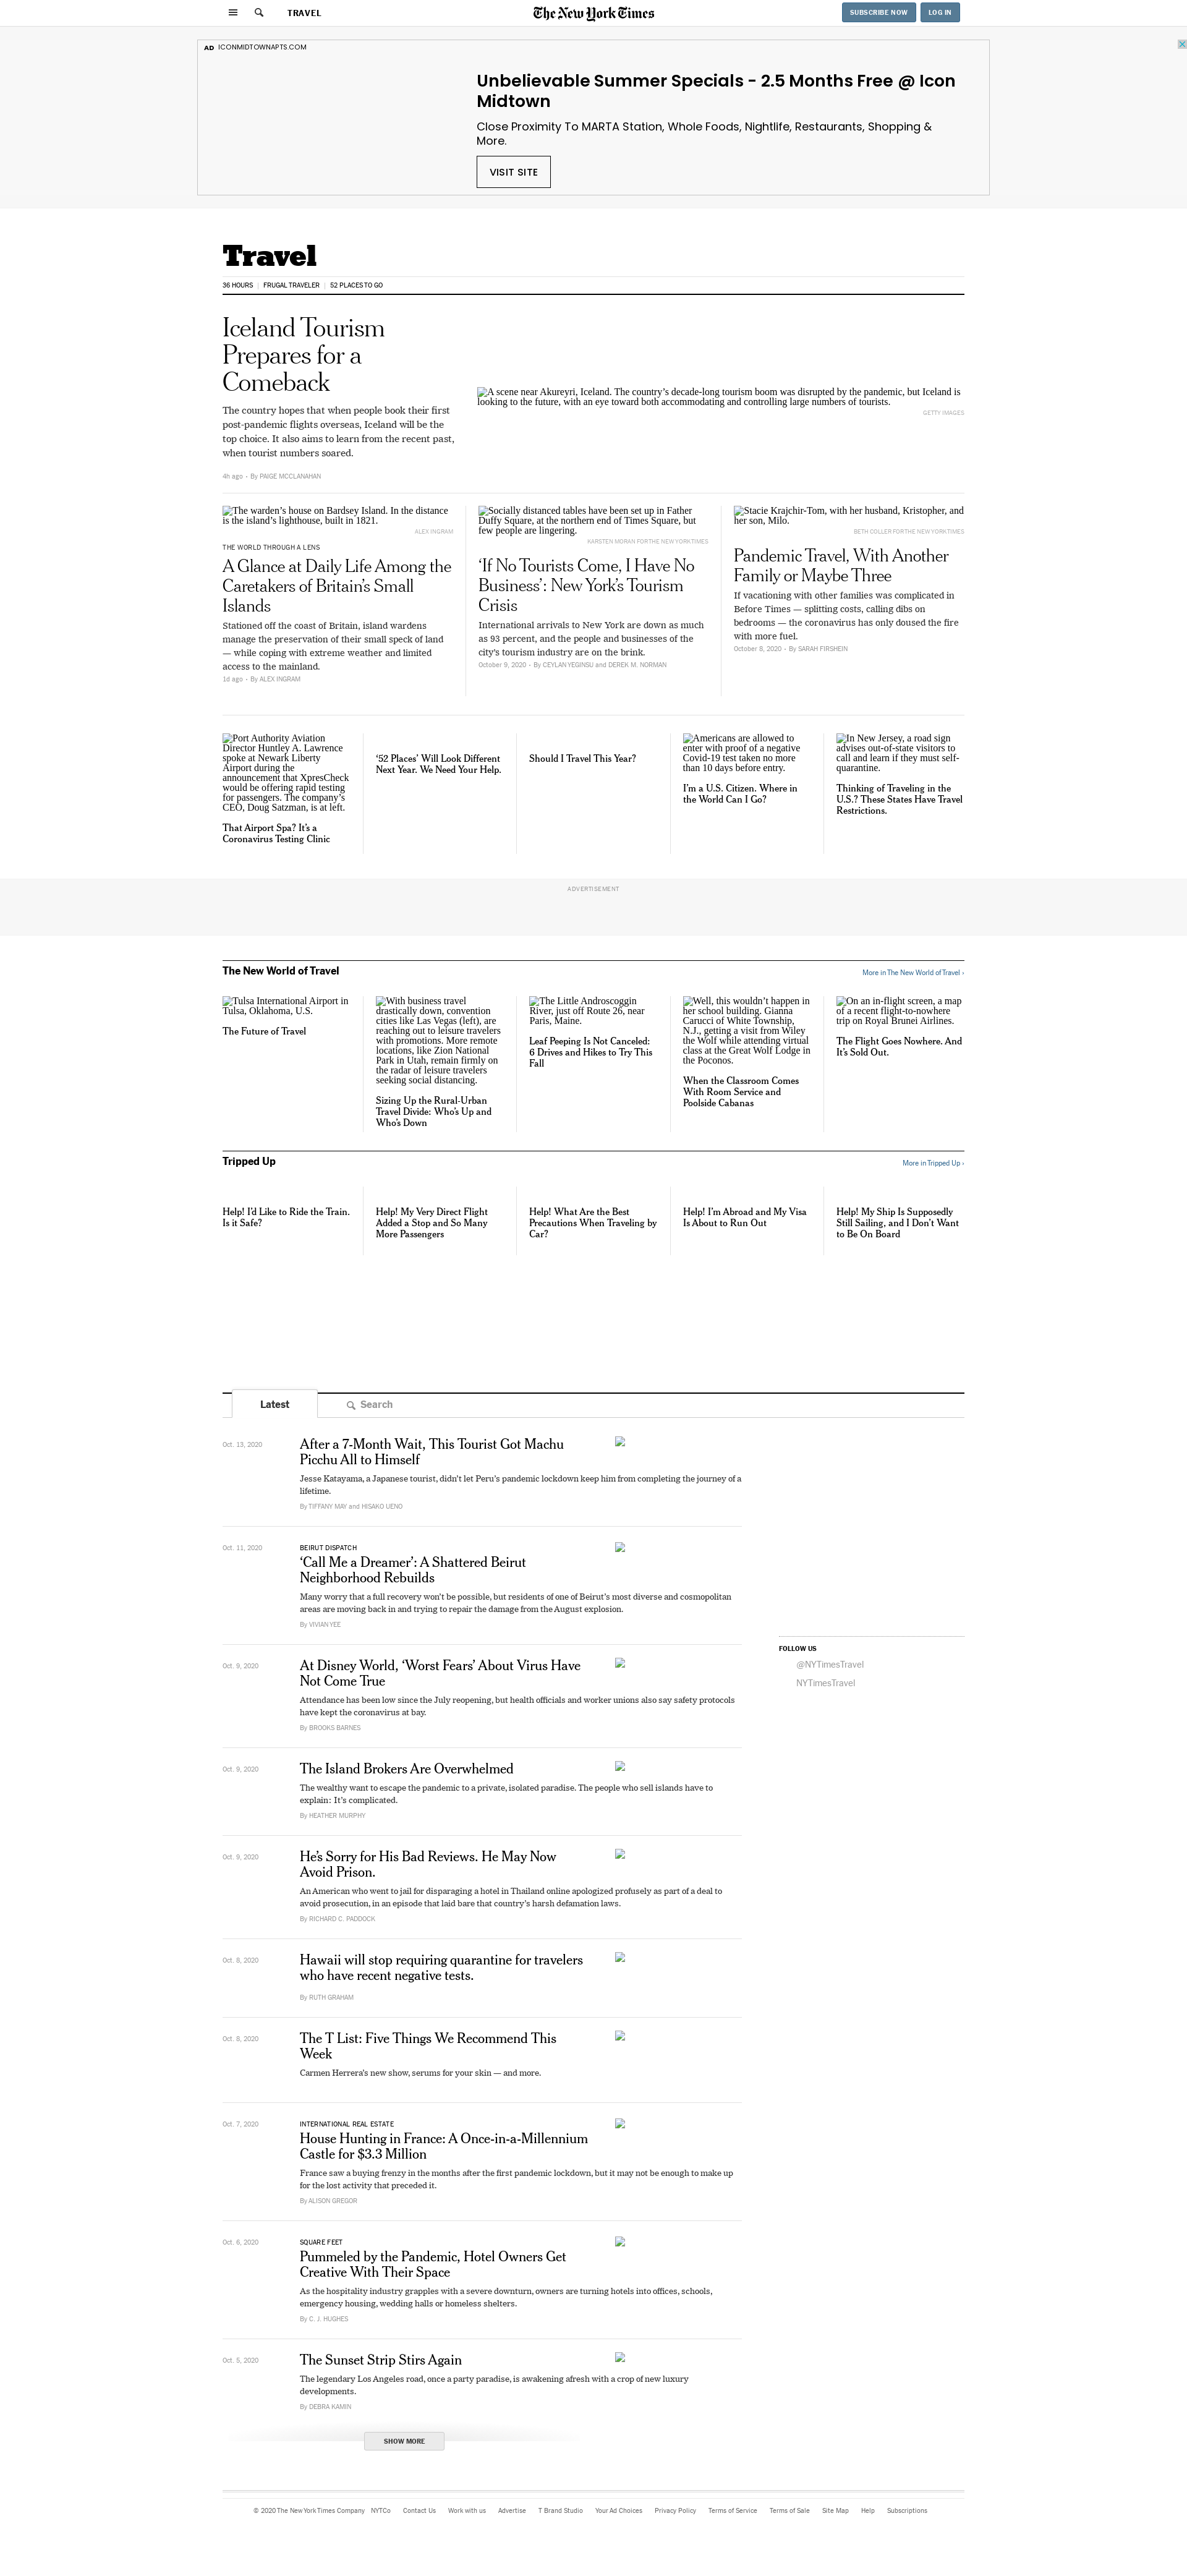 TRAVEL
The New York Times
SUBSCRIBE NOW
LOG IN
AD ICONMIDTOWNAPTS.COM
Unbelievable Summer Specials - 2.5 Months Free @ Icon
Midtown
Close Proximity To MARTA Station, Whole Foods, Nightlife, Restaurants, Shopping &
More.
VISIT SITE
Travel
36 HOURS | FRUGAL TRAVELER | 52 PLACES TO GO
Iceland Tourism
Prepares for a
Comeback
The country hopes that when people book their first
post-pandemic flights overseas, Iceland will be the
top choice. It also aims to learn from the recent past,
when tourist numbers soared.
4h ago - By PAIGE MCCLANAHAN
A scene near Akureyri, Iceland. The country’s decade-long tourism boom was disrupted by the pandemic, but Iceland is
looking to the future, with an eye toward both accommodating and controlling large numbers of tourists.
GETTY IMAGES
The warden’s house on Bardsey Island. In the distance
is the island’s lighthouse, built in 1821.
ALEX INGRAM
THE WORLD THROUGH A LENS
A Glance at Daily Life Among the
Caretakers of Britain’s Small
Islands
Stationed off the coast of Britain, island wardens
manage the preservation of their small speck of land
— while coping with extreme weather and limited
access to the mainland.
1d ago - By ALEX INGRAM
Socially distanced tables have been set up in Father
Duffy Square, at the northern end of Times Square, but
few people are lingering.
KARSTEN MORAN FOR THE NEW YORK TIMES
‘If No Tourists Come, I Have No
Business’: New York’s Tourism
Crisis
International arrivals to New York are down as much
as 93 percent, and the people and businesses of the
city’s tourism industry are on the brink.
October 9, 2020 - By CEYLAN YEGINSU and DEREK M. NORMAN
Stacie Krajchir-Tom, with her husband, Kristopher, and
her son, Milo.
BETH COLLER FOR THE NEW YORK TIMES
Pandemic Travel, With Another
Family or Maybe Three
If vacationing with other families was complicated in
Before Times — splitting costs, calling dibs on
bedrooms — the coronavirus has only doused the fire
with more fuel.
October 8, 2020 - By SARAH FIRSHEIN
Port Authority Aviation
Director Huntley A. Lawrence
spoke at Newark Liberty
Airport during the
announcement that XpresCheck
would be offering rapid testing
for passengers. The company’s
CEO, Doug Satzman, is at left.
That Airport Spa? It’s a
Coronavirus Testing Clinic
‘52 Places’ Will Look Different
Next Year. We Need Your Help.
Should I Travel This Year?
Americans are allowed to
enter with proof of a negative
Covid-19 test taken no more
than 10 days before entry.
I’m a U.S. Citizen. Where in
the World Can I Go?
In New Jersey, a road sign
advises out-of-state visitors to
call and learn if they must self-
quarantine.
Thinking of Traveling in the
U.S.? These States Have Travel
Restrictions.
ADVERTISEMENT
The New World of Travel
More in The New World of Travel ›
Tulsa International Airport in
Tulsa, Oklahoma, U.S.
The Future of Travel
With business travel
drastically down, convention
cities like Las Vegas (left), are
reaching out to leisure travelers
with promotions. More remote
locations, like Zion National
Park in Utah, remain firmly on
the radar of leisure travelers
seeking social distancing.
Sizing Up the Rural-Urban
Travel Divide: Who’s Up and
Who’s Down
The Little Androscoggin
River, just off Route 26, near
Paris, Maine.
Leaf Peeping Is Not Canceled:
6 Drives and Hikes to Try This
Fall
Well, this wouldn’t happen in
her school building. Gianna
Carucci of White Township,
N.J., getting a visit from Wiley
the Wolf while attending virtual
class at the Great Wolf Lodge in
the Poconos.
When the Classroom Comes
With Room Service and
Poolside Cabanas
On an in-flight screen, a map
of a recent flight-to-nowhere
trip on Royal Brunei Airlines.
The Flight Goes Nowhere. And
It’s Sold Out.
Tripped Up
More in Tripped Up ›
Help! I’d Like to Ride the Train.
Is it Safe?
Help! My Very Direct Flight
Added a Stop and So Many
More Passengers
Help! What Are the Best
Precautions When Traveling by
Car?
Help! I’m Abroad and My Visa
Is About to Run Out
Help! My Ship Is Supposedly
Still Sailing, and I Don’t Want
to Be On Board
Latest
Search
Oct. 13, 2020
After a 7-Month Wait, This Tourist Got Machu
Picchu All to Himself
Jesse Katayama, a Japanese tourist, didn’t let Peru’s pandemic lockdown keep him from completing the journey of a
lifetime.
By TIFFANY MAY and HISAKO UENO
Oct. 11, 2020
BEIRUT DISPATCH
‘Call Me a Dreamer’: A Shattered Beirut
Neighborhood Rebuilds
Many worry that a full recovery won’t be possible, but residents of one of Beirut’s most diverse and cosmopolitan
areas are moving back in and trying to repair the damage from the August explosion.
By VIVIAN YEE
FOLLOW US
@NYTimesTravel
NYTimesTravel
Oct. 9, 2020
At Disney World, ‘Worst Fears’ About Virus Have
Not Come True
Attendance has been low since the July reopening, but health officials and worker unions also say safety protocols
have kept the coronavirus at bay.
By BROOKS BARNES
Oct. 9, 2020
The Island Brokers Are Overwhelmed
The wealthy want to escape the pandemic to a private, isolated paradise. The people who sell islands have to
explain: It’s complicated.
By HEATHER MURPHY
Oct. 9, 2020
He’s Sorry for His Bad Reviews. He May Now
Avoid Prison.
An American who went to jail for disparaging a hotel in Thailand online apologized profusely as part of a deal to
avoid prosecution, in an episode that laid bare that country’s harsh defamation laws.
By RICHARD C. PADDOCK
Oct. 8, 2020
Hawaii will stop requiring quarantine for travelers
who have recent negative tests.
By RUTH GRAHAM
Oct. 8, 2020
The T List: Five Things We Recommend This
Week
Carmen Herrera’s new show, serums for your skin — and more.
Oct. 7, 2020
INTERNATIONAL REAL ESTATE
House Hunting in France: A Once-in-a-Millennium
Castle for $3.3 Million
France saw a buying frenzy in the months after the first pandemic lockdown, but it may not be enough to make up
for the lost activity that preceded it.
By ALISON GREGOR
Oct. 6, 2020
SQUARE FEET
Pummeled by the Pandemic, Hotel Owners Get
Creative With Their Space
As the hospitality industry grapples with a severe downturn, owners are turning hotels into offices, schools,
emergency housing, wedding halls or homeless shelters.
By C. J. HUGHES
Oct. 5, 2020
The Sunset Strip Stirs Again
The legendary Los Angeles road, once a party paradise, is awakening afresh with a crop of new luxury
developments.
By DEBRA KAMIN
SHOW MORE
© 2020 The New York Times Company NYTCo Contact Us Work with us Advertise T Brand Studio Your Ad Choices Privacy Policy Terms of Service Terms of Sale Site Map Help Subscriptions